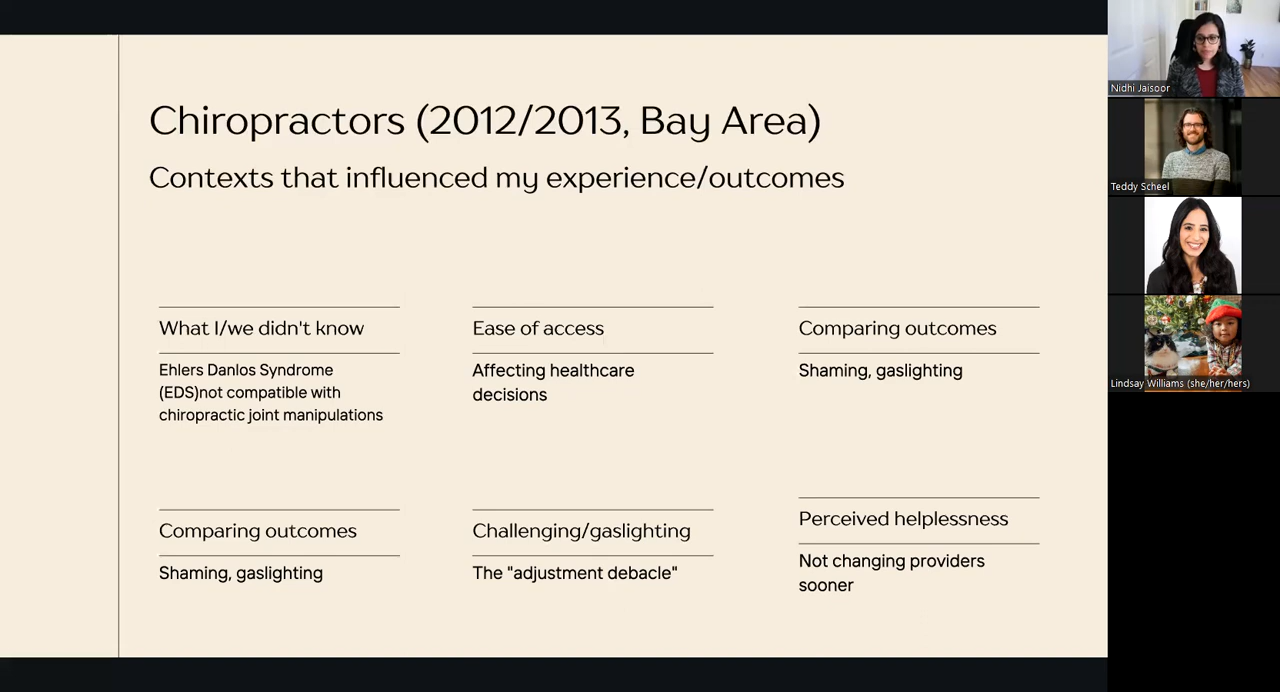 Chiropractors (2012/2013, Bay Area)
Contexts that influenced my experience/outcomes
What I/we didn't know
Ehlers Danlos Syndrome
(EDS)not compatible with
chiropractic joint manipulations
Ease of access
Affecting healthcare
decisions
Comparing outcomes
Shaming, gaslighting
Comparing outcomes
Shaming, gaslighting
Challenging/gaslighting
The "adjustment debacle"
Perceived helplessness
Not changing providers
sooner
Nidhi Jaisoor
Teddy Scheel
Lindsay Williams (she/her/hers)